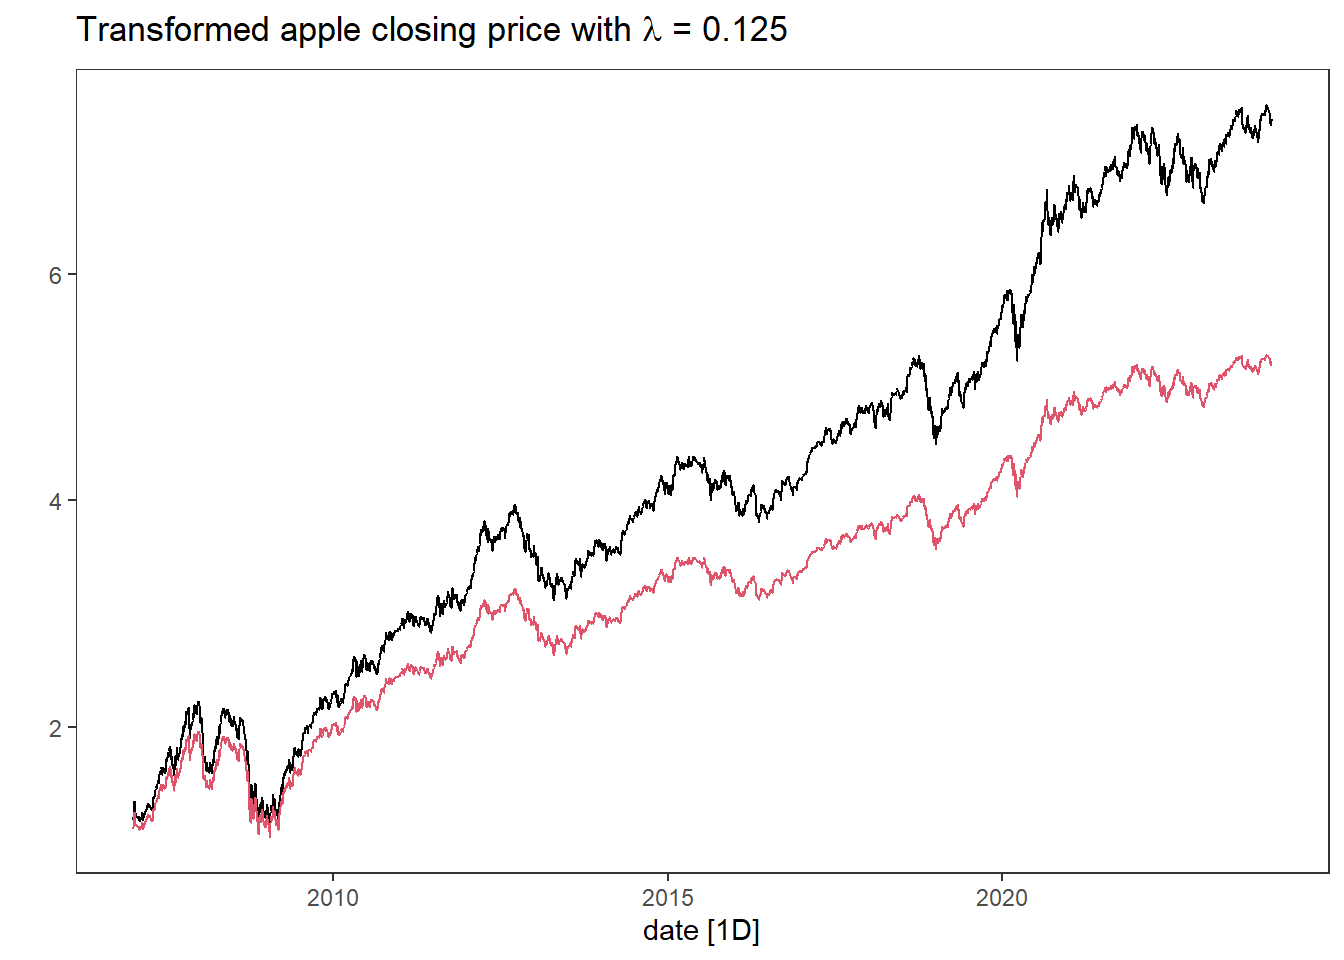 Transformed apple closing price with λ = 0.125
6
4
2
2010 2015 2020
date [1D]